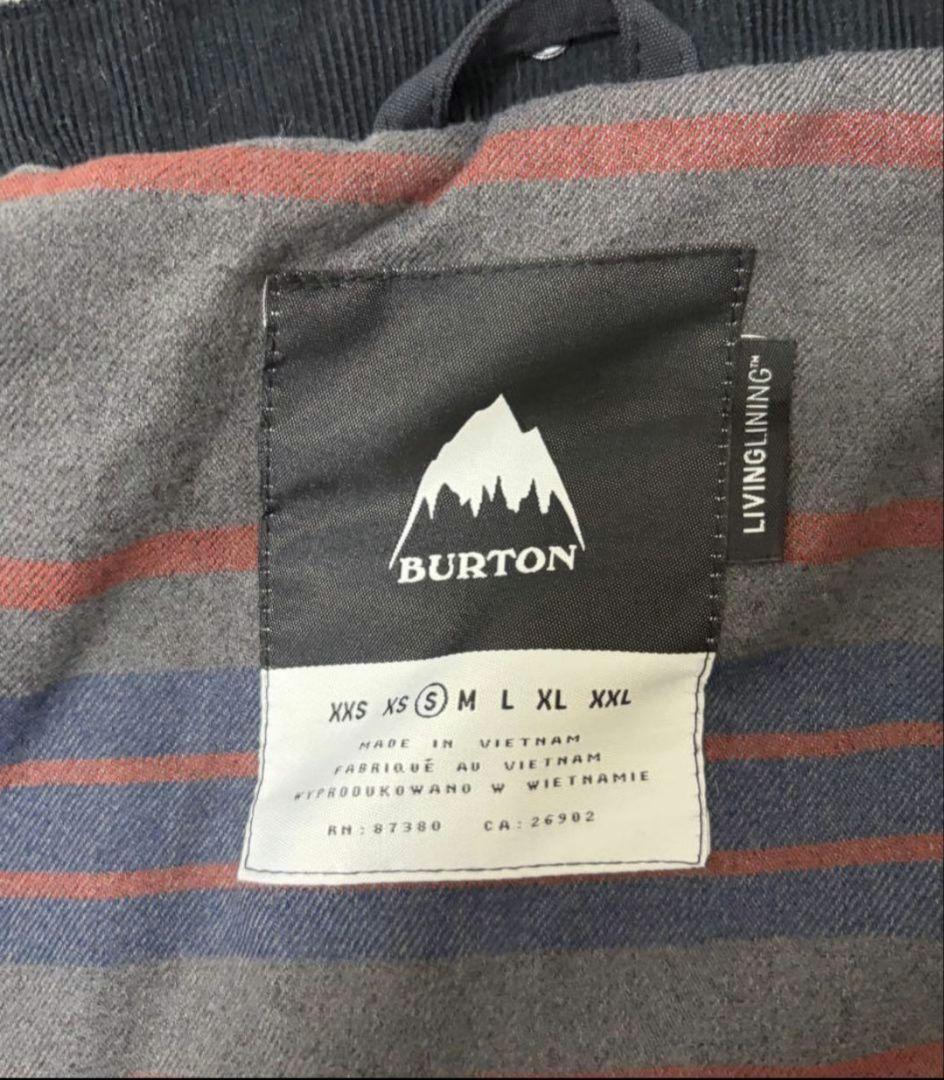 BURTON
LIVINGLINING™
XXS XS S M L XL XXL
MADE IN VIETNAM
FABRIQUÉ AU VIETNAM
WYPRODUKOWANO W WIETNAMIE
RN:87380 CA:26902